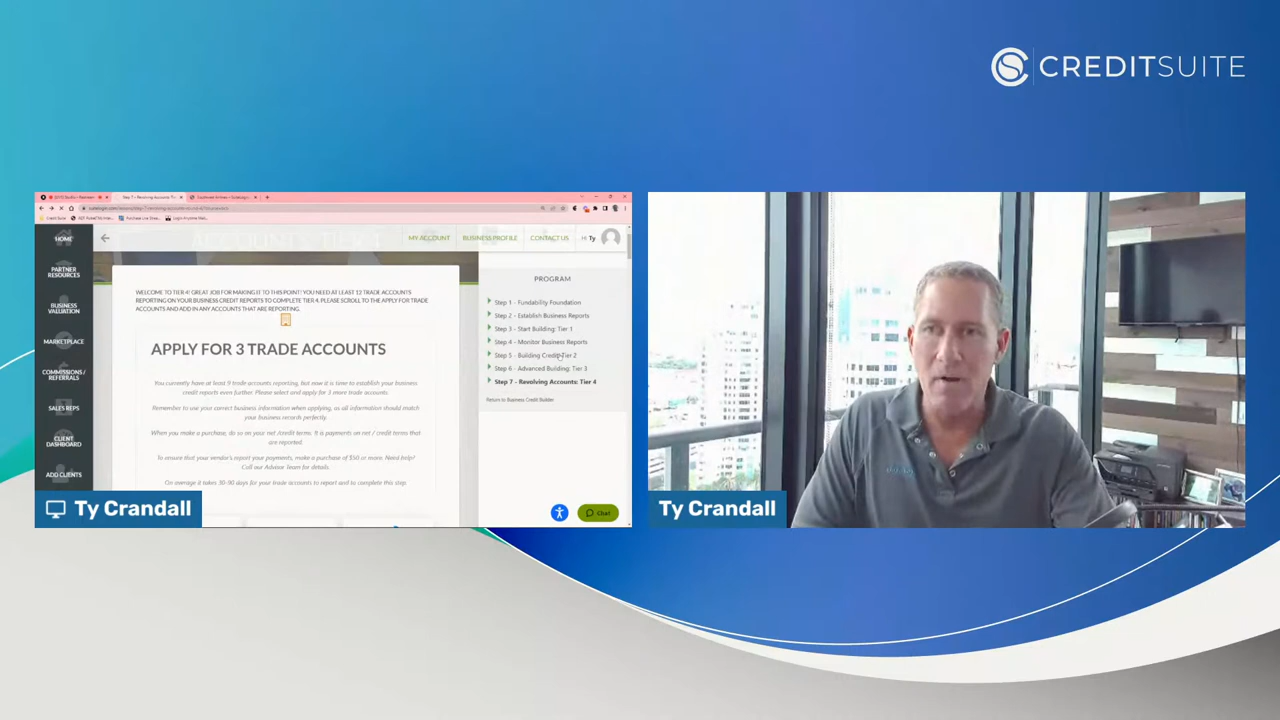 CREDITSUITE
MY ACCOUNT
BUSINESS PROFILE
CONTACT US
Hi Ty
HOME
PARTNER
RESOURCES
BUSINESS
VALUATION
MARKETPLACE
COMMISSIONS
/ REFERRALS
SALES REPS
CLIENT
DASHBOARD
ADD CLIENTS
WELCOME TO TIER 4! GREAT JOB FOR MAKING IT TO THIS POINT! YOU NEED AT LEAST 12 TRADE ACCOUNTS
REPORTING ON YOUR BUSINESS CREDIT REPORTS TO COMPLETE TIER 4. PLEASE SCROLL TO THE APPLY FOR TRADE
ACCOUNTS AND ADD IN ANY ACCOUNTS THAT ARE REPORTING.
APPLY FOR 3 TRADE ACCOUNTS
You currently have at least 9 trade accounts reporting, but now it is time to establish your business
credit reports even further. Please select and apply for 3 more trade accounts.
Remember to use your correct business information when applying, as all information should match
your business records perfectly.
When you make a purchase, do so on your net /credit terms. It is payments on net / credit terms that
are reported.
To ensure that your vendor's report your payments, make a purchase of $50 or more. Need help?
Call our Advisor Team for details.
On average it takes 30-90 days for your trade accounts to report and to complete this step.
PROGRAM
Step 1 - Fundability Foundation
Step 2 - Establish Business Reports
Step 3 - Start Building: Tier 1
Step 4 - Monitor Business Reports
Step 5 - Building Credit: Tier 2
Step 6 - Advanced Building: Tier 3
Step 7 - Revolving Accounts: Tier 4
Return to Business Credit Builder
Chat
Ty Crandall
Ty Crandall